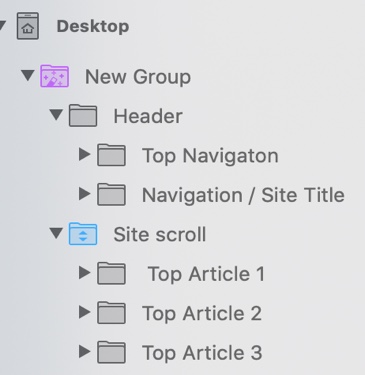 Desktop
New Group
Header
Top Navigaton
Navigation / Site Title
Site scroll
Top Article 1
Top Article 2
Top Article 3